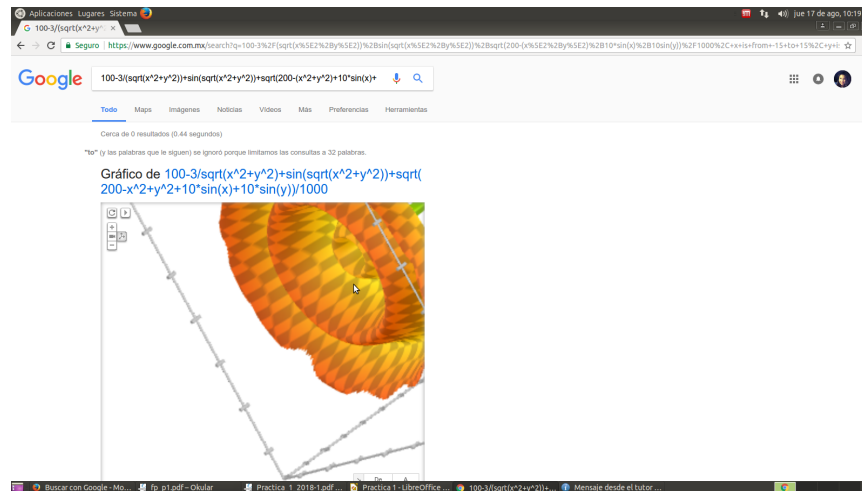 Aplicaciones Lugares Sistema
jue 17 de ago, 10:19
G 100-3/(sqrt(x^2+y^2 ×
Seguro | https://www.google.com.mx/search?q=100-3%2F(sqrt(x%5E2%2By%5E2))%2Bsin(sqrt(x%5E2%2By%5E2))%2Bsqrt(200-(x%5E2%2By%5E2)%2B10*sin(x)%2B10sin(y))%2F1000%2C+x+is+from+-15+to+15%2C+y+i
Google
100-3/(sqrt(x^2+y^2))+sin(sqrt(x^2+y^2))+sqrt(200-(x^2+y^2)+10*sin(x)+
Todo Maps Imágenes Noticias Vídeos Más Preferencias Herramientas
Cerca de 0 resultados (0.44 segundos)
"to" (y las palabras que le siguen) se ignoró porque limitamos las consultas a 32 palabras.
Gráfico de 100-3/sqrt(x^2+y^2)+sin(sqrt(x^2+y^2))+sqrt(
200-x^2+y^2+10*sin(x)+10*sin(y))/1000
Buscar con Google - Mo...
fp_p1.pdf – Okular
Practica_1_2018-1.pdf ...
Practica 1 - LibreOffice ...
100-3/(sqrt(x^2+y^2))+...
Mensaje desde el tutor ...